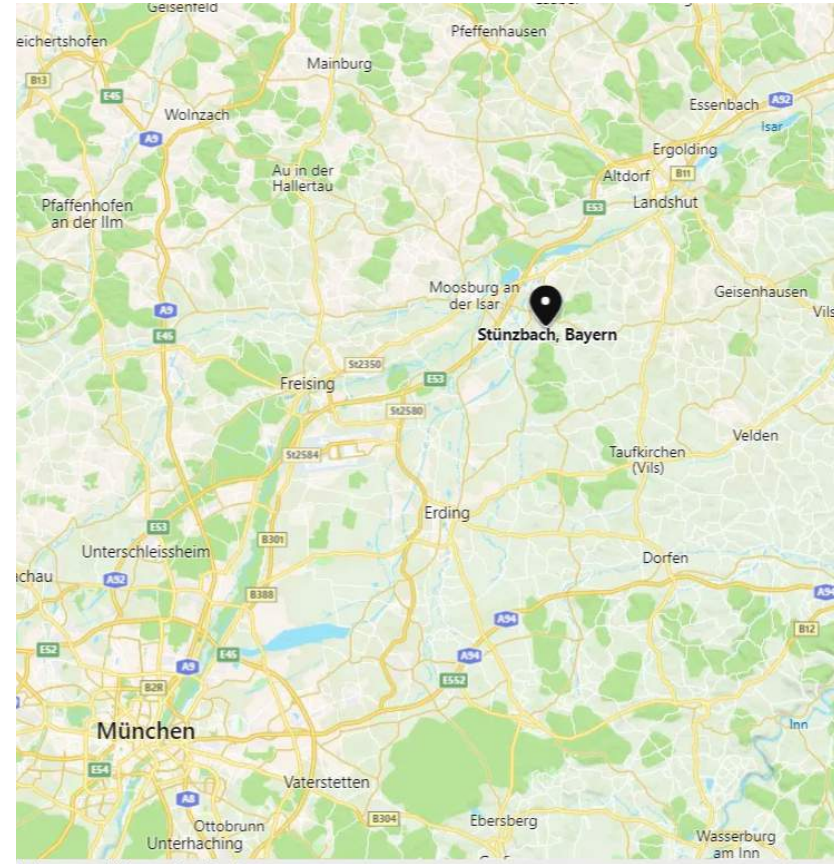 Geisenfeld
Pfeffenhausen
eichertshofen
Mainburg
B13
E45
Essenbach
A92
Wolnzach
Isar
A9
Ergolding
Au in der
Hallertau
Altdorf
B11
Pfaffenhofen
an der Ilm
E53
Landshut
Moosburg an
der Isar
Geisenhausen
A9
Vils
E45
Stünzbach, Bayern
St2350
Freising
E53
St2580
Velden
Taufkirchen
(Vils)
St2584
Erding
E53
B301
Unterschleissheim
Dorfen
achau
A92
B388
A94
A94
B12
E52
E45
A9
A94
E552
B2R
Inn
München
E54
Vaterstetten
A8
B304
Ebersberg
Ottobrunn
Unterhaching
Wasserburg
am Inn